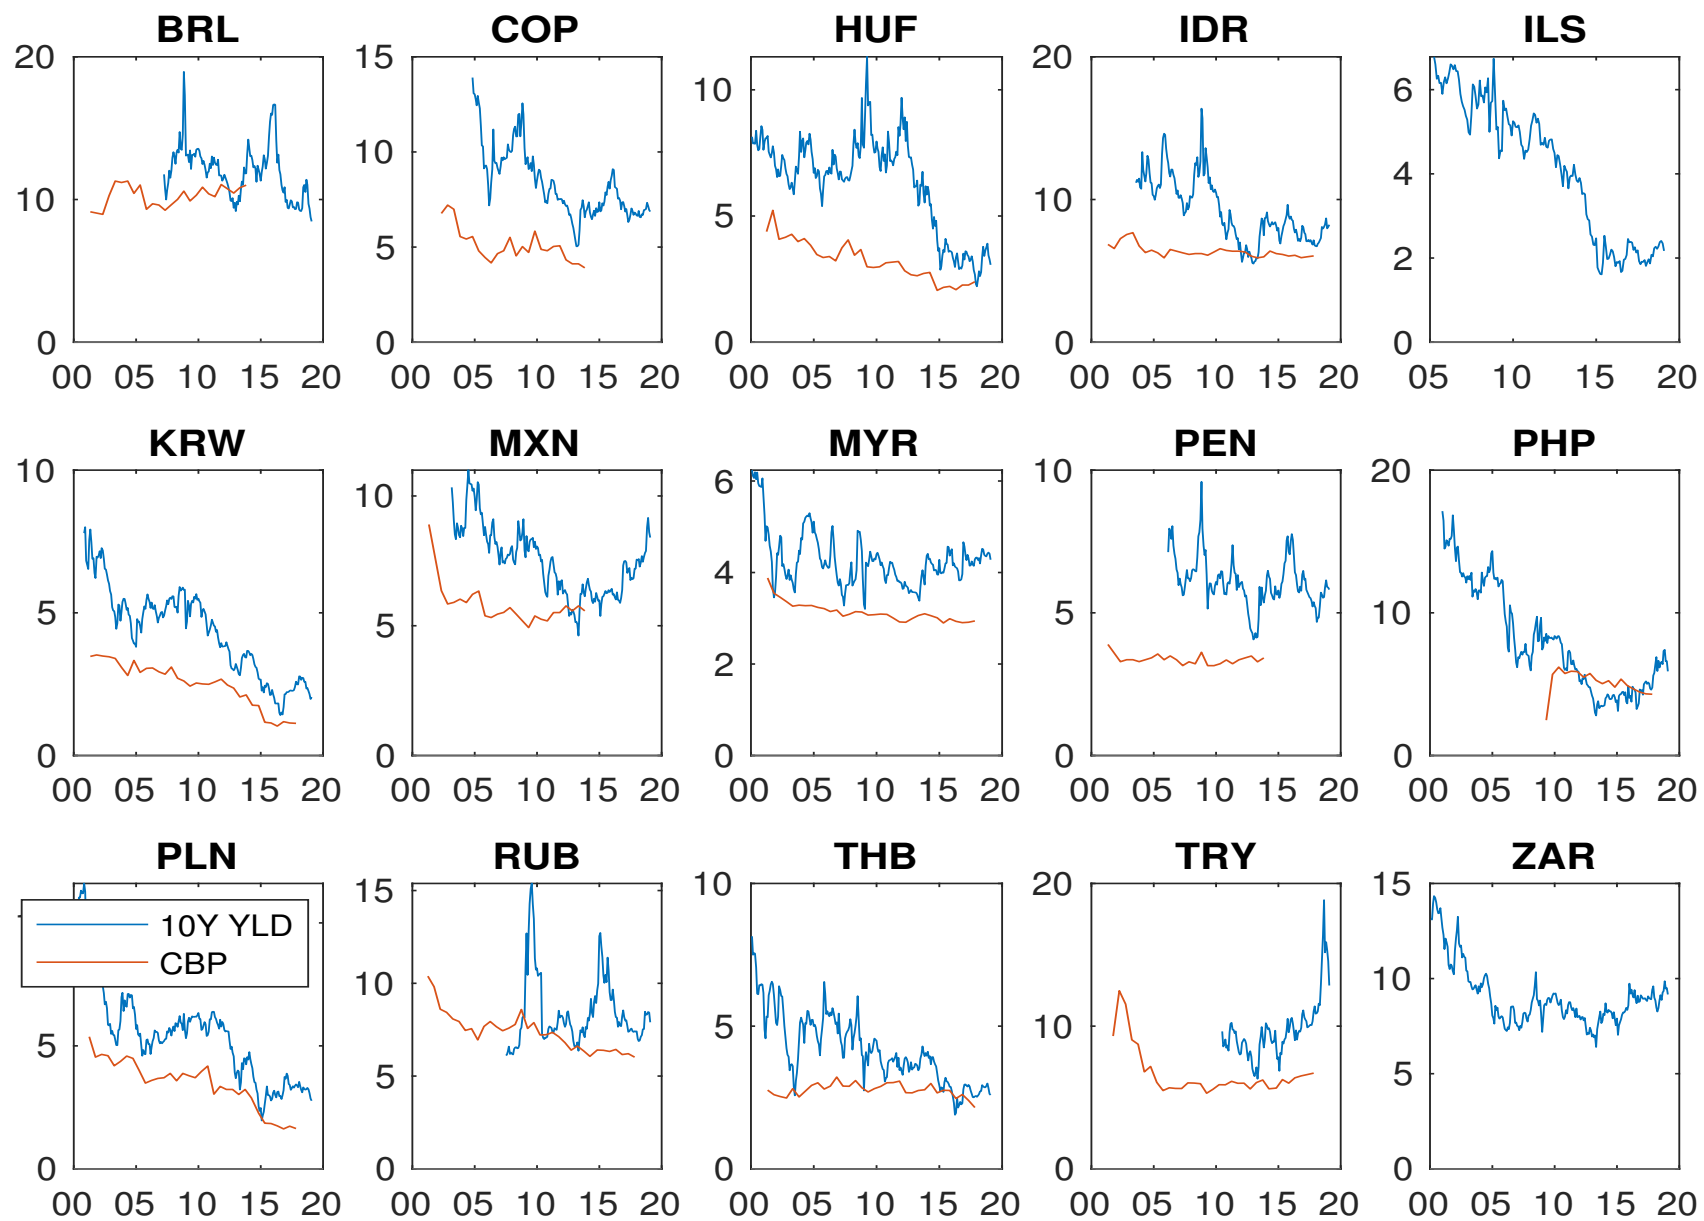 BRL COP HUF IDR ILS
20 15 10 20 6
10 10 5 10 4
5 2
0 0 0 0 0
00 05 10 15 20 00 05 10 15 20 00 05 10 15 20 00 05 10 15 20 05 10 15 20
KRW MXN MYR PEN PHP
10 10 6 10 20
5 5 4 5 10
2
0 0 0 0 0
00 05 10 15 20 00 05 10 15 20 00 05 10 15 20 00 05 10 15 20 00 05 10 15 20
PLN RUB THB TRY ZAR
15 10 20 15
10Y YLD
CBP
10 10
5 5 5 10 5
0 0 0 0 0
00 05 10 15 20 00 05 10 15 20 00 05 10 15 20 00 05 10 15 20 00 05 10 15 20